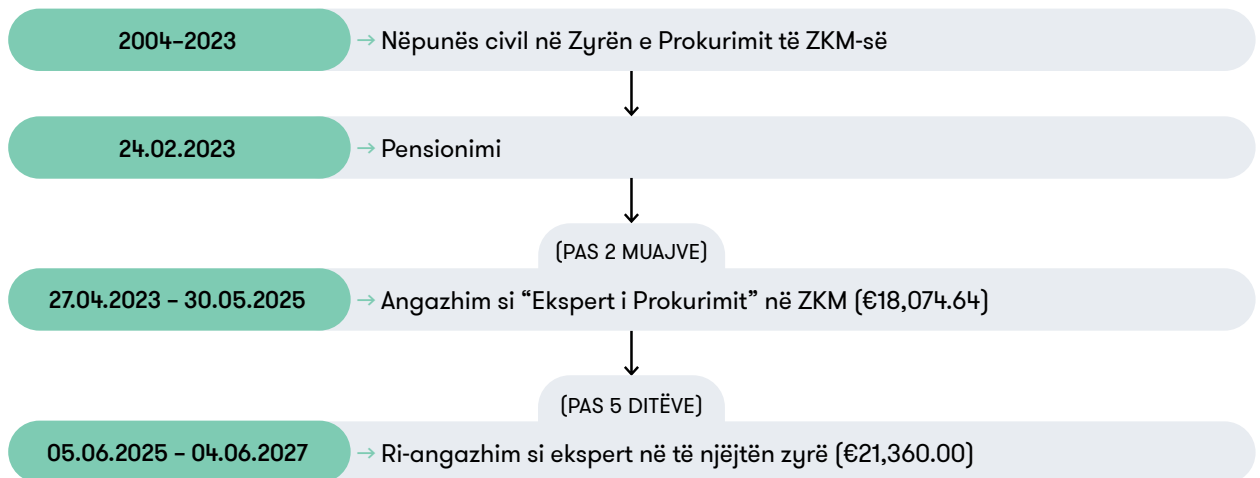 2004–2023 → Nëpunës civil në Zyrën e Prokurimit të ZKM-së
24.02.2023 → Pensionimi
(PAS 2 MUAJVE)
27.04.2023 – 30.05.2025 → Angazhim si “Ekspert i Prokurimit” në ZKM (€18,074.64)
(PAS 5 DITËVE)
05.06.2025 – 04.06.2027 → Ri-angazhim si ekspert në të njëjtën zyrë (€21,360.00)